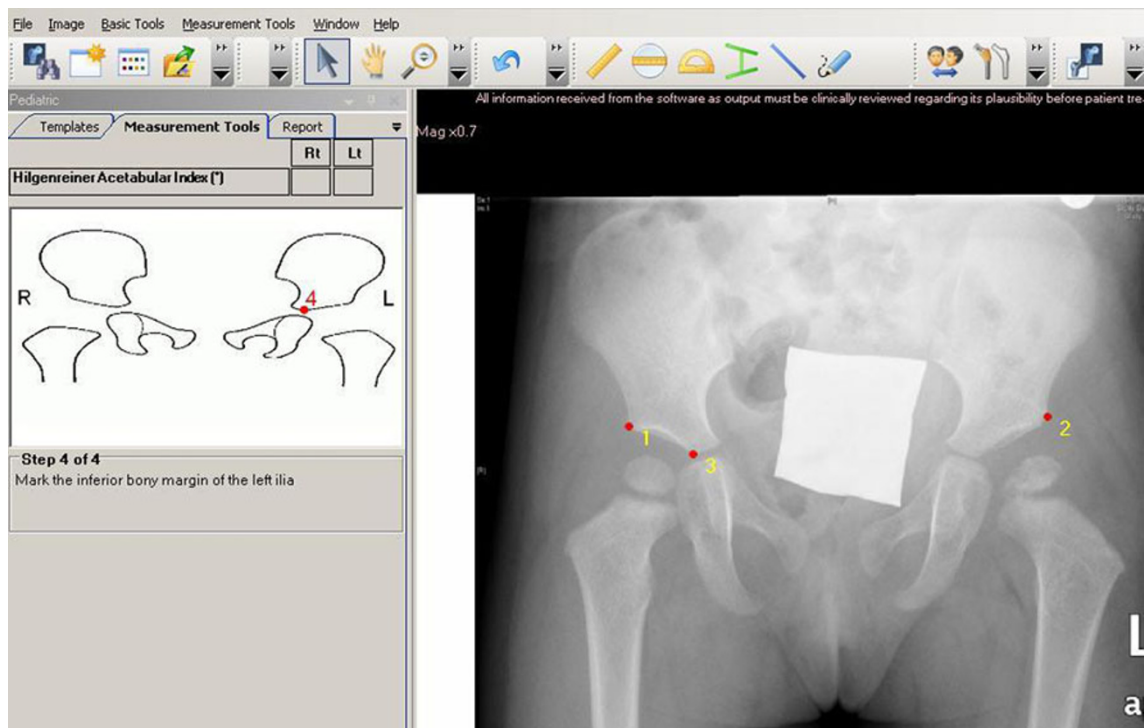 File Image Basic Tools Measurement Tools Window Help
Pediatric
Templates Measurement Tools Report
Rt Lt
Hilgenreiner Acetabular Index (°)
R 4 L
Step 4 of 4
Mark the inferior bony margin of the left ilia
All information received from the software as output must be clinically reviewed regarding its plausibility before patient trea
Mag x0.7
1 2
3
L
a